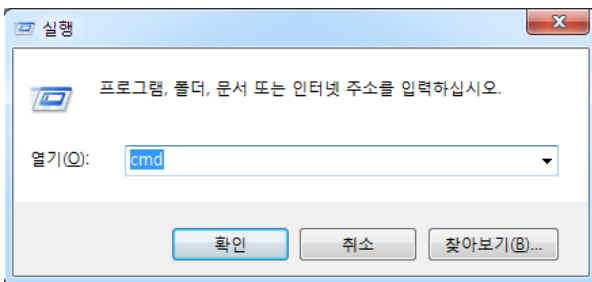 실행
프로그램, 폴더, 문서 또는 인터넷 주소를 입력하십시오.
열기(O): cmd
확인 취소 찾아보기(B)...